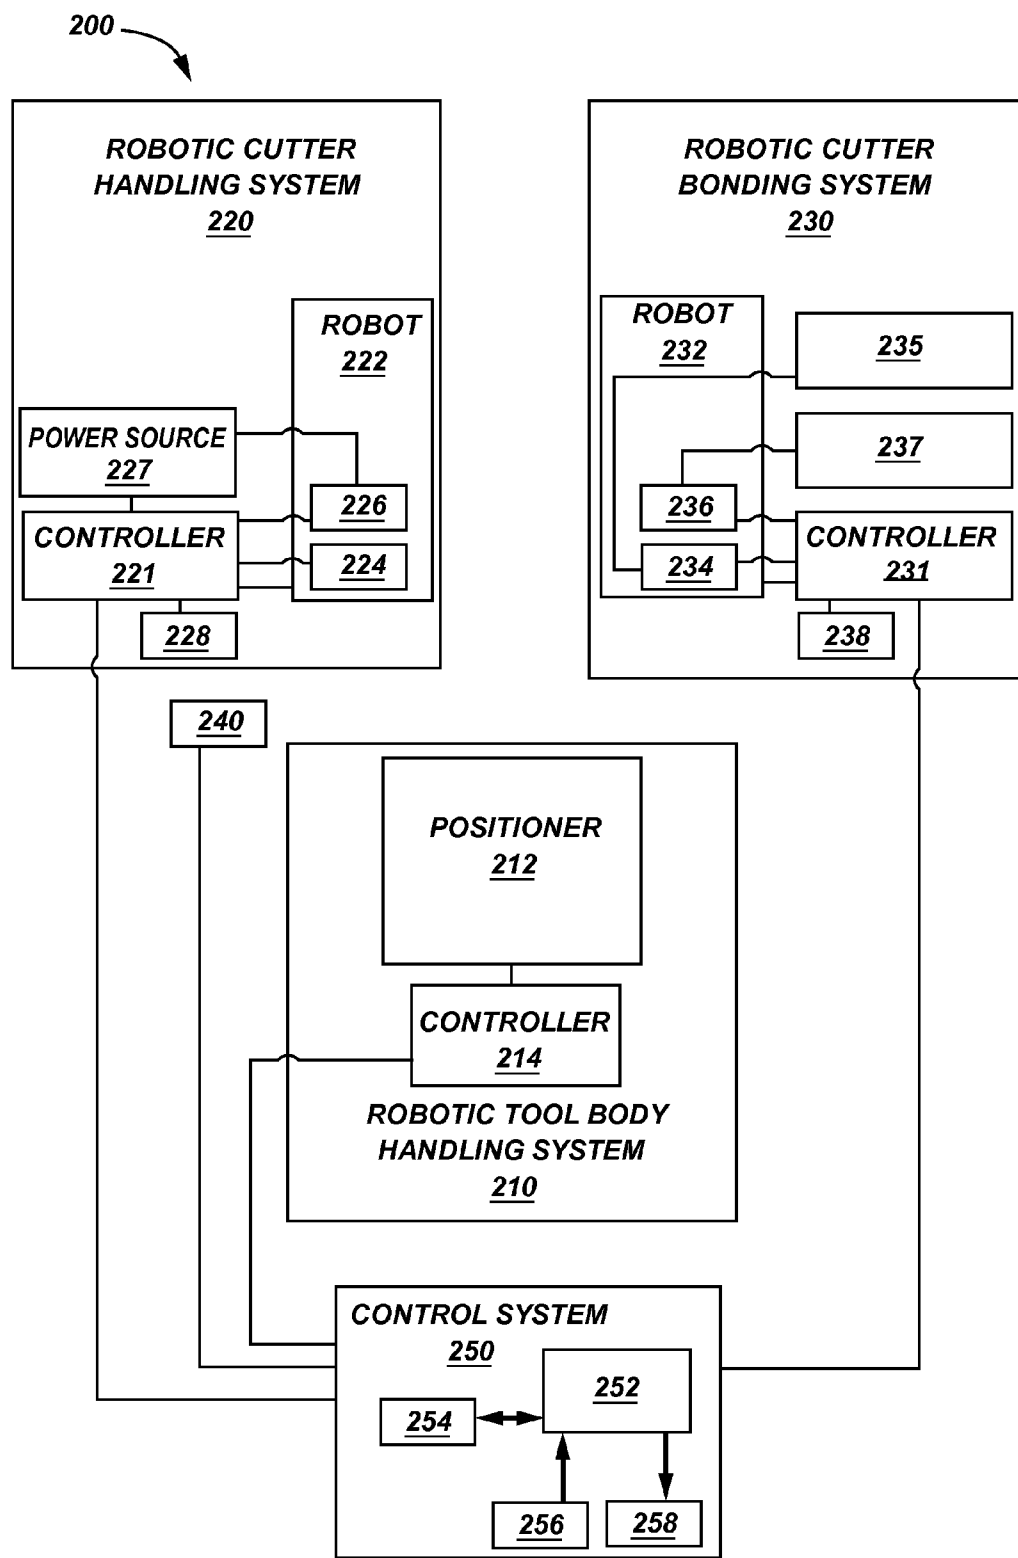 200
ROBOTIC CUTTER
HANDLING SYSTEM
220
ROBOT
222
POWER SOURCE
227
226
CONTROLLER
221
224
228
ROBOTIC CUTTER
BONDING SYSTEM
230
ROBOT
232
235
237
236
CONTROLLER
231
234
238
240
POSITIONER
212
CONTROLLER
214
ROBOTIC TOOL BODY
HANDLING SYSTEM
210
CONTROL SYSTEM
250
252
254
256
258